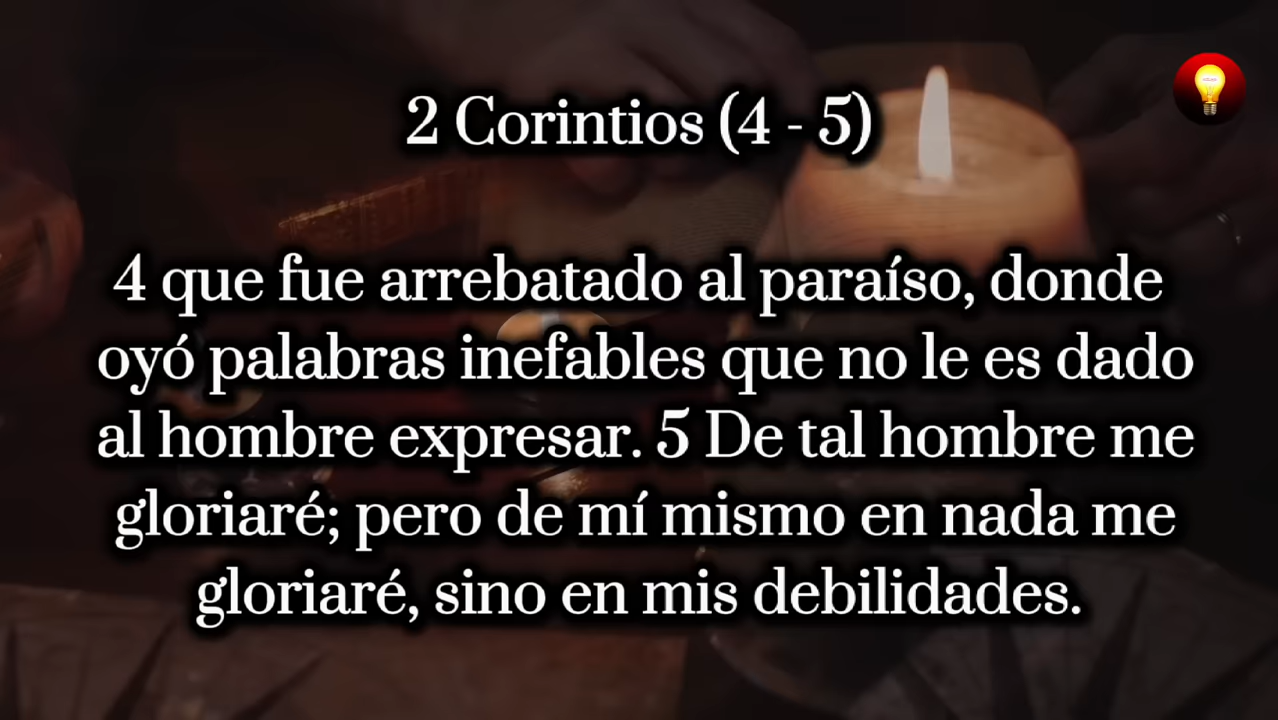 2 Corintios (4 - 5)
4 que fue arrebatado al paraíso, donde
oyó palabras inefables que no le es dado
al hombre expresar. 5 De tal hombre me
gloriaré; pero de mí mismo en nada me
gloriaré, sino en mis debilidades.